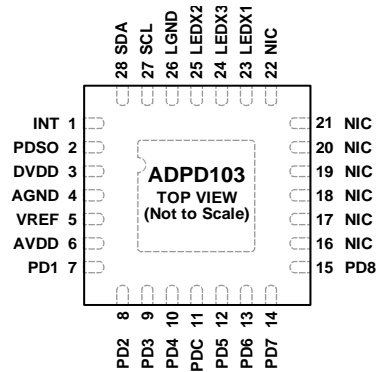 28 SDA
27 SCL
26 LGND
25 LEDX2
24 LEDX3
23 LEDX1
22 NIC
INT 1
PDSO 2
DVDD 3
AGND 4
VREF 5
AVDD 6
PD1 7
ADPD103
TOP VIEW
(Not to Scale)
21 NIC
20 NIC
19 NIC
18 NIC
17 NIC
16 NIC
15 PD8
PD2 8
PD3 9
PD4 10
PDC 11
PD5 12
PD6 13
PD7 14